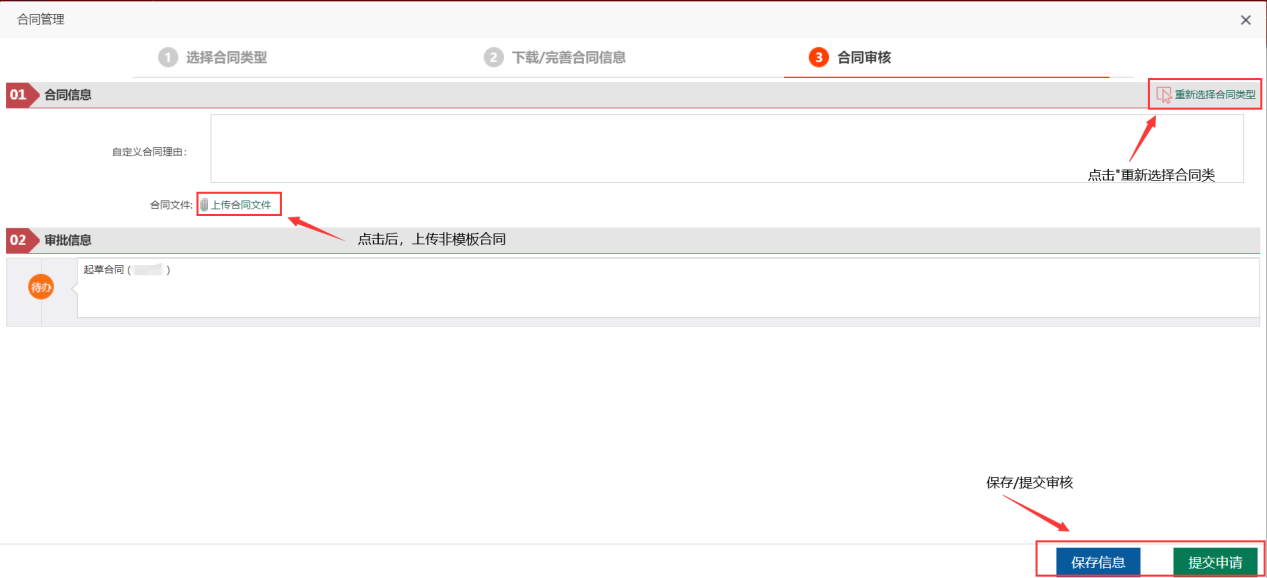 合同管理
1 选择合同类型
2 下载/完善合同信息
3 合同审核
01 合同信息
重新选择合同类型
自定义合同理由:
点击"重新选择合同类
合同文件: 上传合同文件
点击后，上传非模板合同
02 审批信息
起草合同 ( )
待办
保存/提交审核
保存信息
提交申请